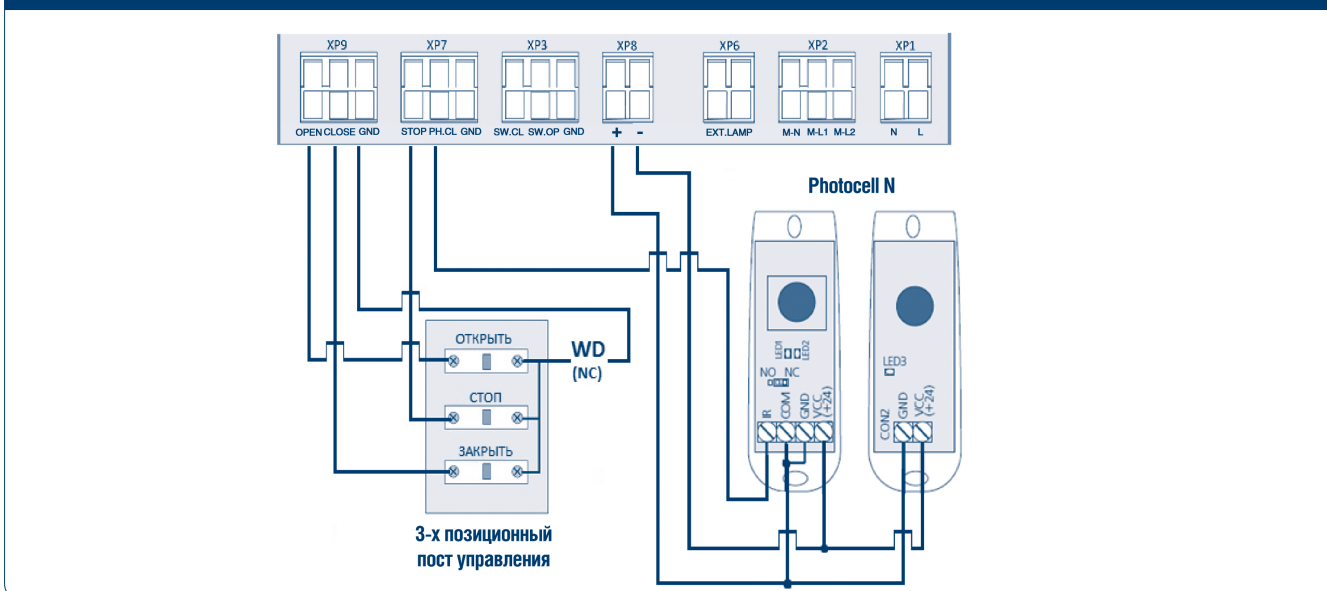 XP9 XP7 XP3 XP8 XP6 XP2 XP1
OPEN CLOSE GND STOP PH.CL GND SW.CL SW.OP GND + - EXT.LAMP M-N M-L1 M-L2 N L
Photocell N
ОТКРЫТЬ
СТОП
ЗАКРЫТЬ
WD
(NC)
3-х позиционный
пост управления
LED1
LED2
NO NC
IR
COM
GND
VCC
(+24)
LED3
CON2
GND
VCC
(+24)